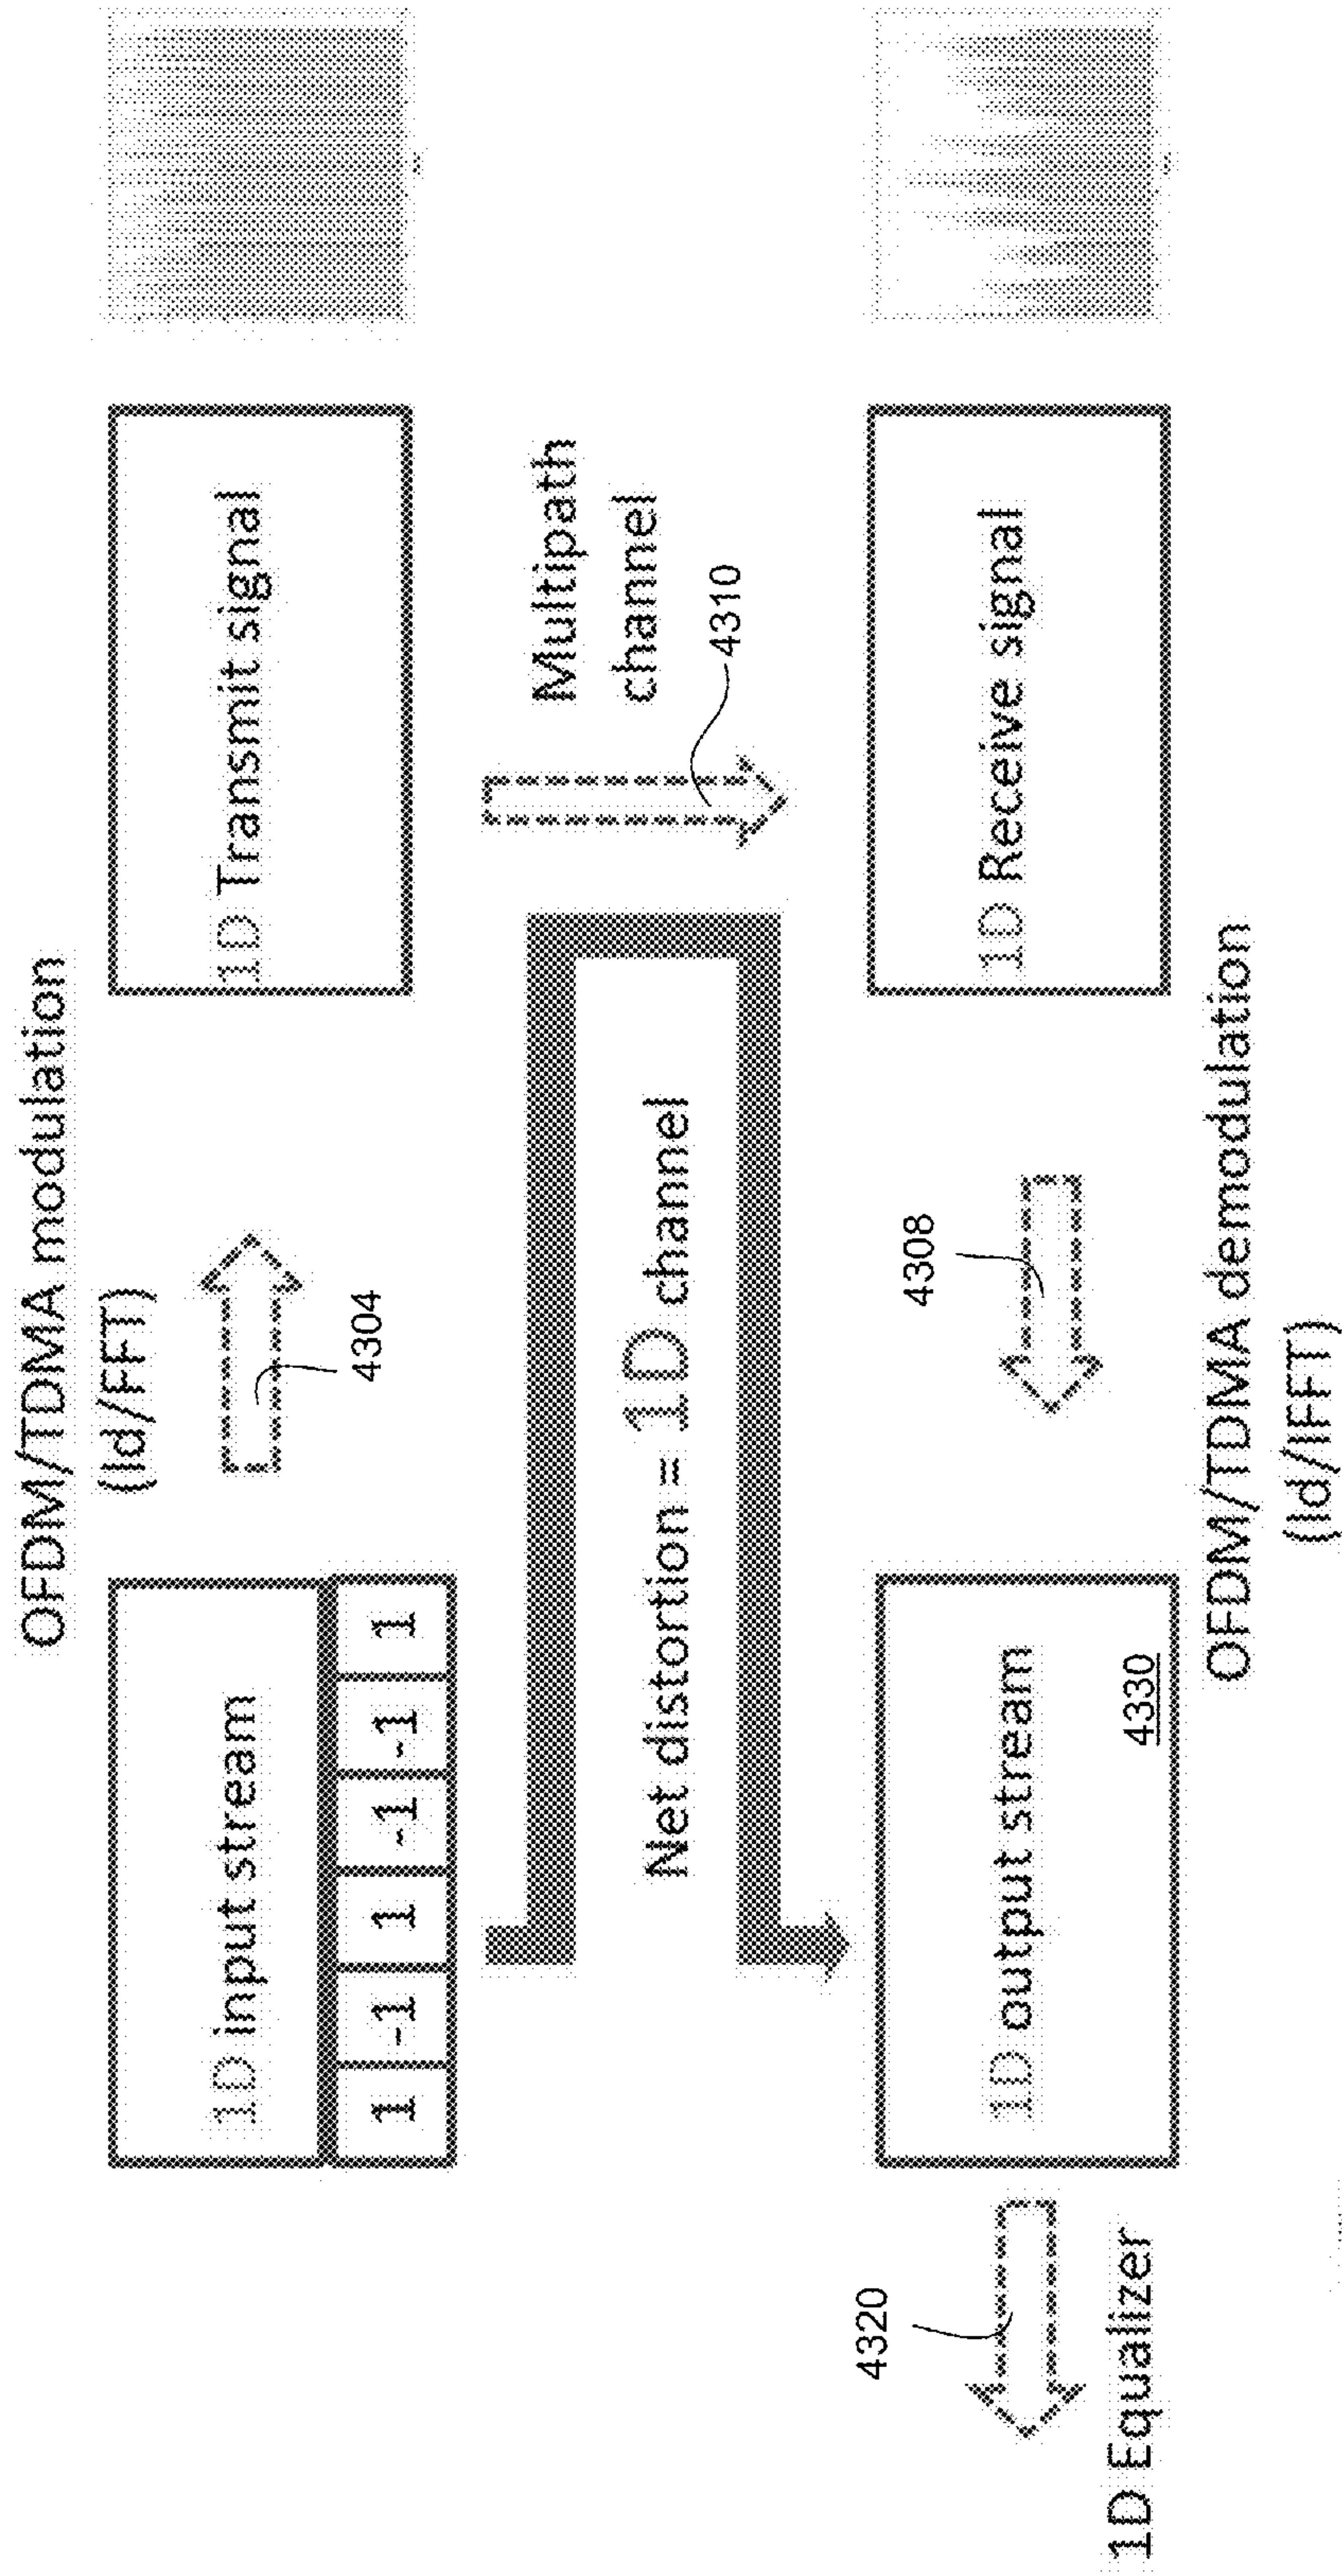 OFDM/TDMA modulation
(Id/FFT)
4304
1D input stream
1 -1 1 -1 -1 1
1D Transmit signal
Multipath
channel
4310
Net distortion = 1D channel
1D Receive signal
4308
OFDM/TDMA demodulation
(Id/IFFT)
1D output stream
4330
4320
1D Equalizer